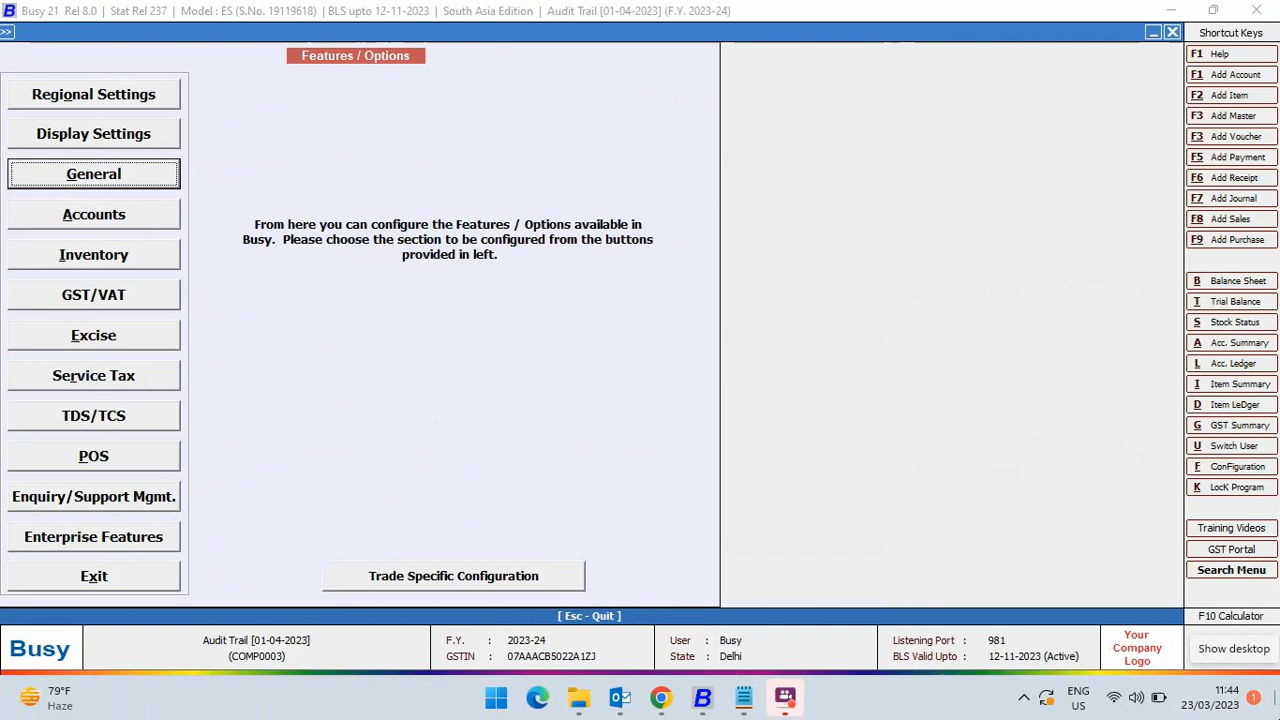 Busy 21 Rel 8.0 | Stat Rel 237 | Model : ES (S.No. 19119618) | BLS upto 12-11-2023 | South Asia Edition | Audit Trail [01-04-2023] (F.Y. 2023-24)
>>
Shortcut Keys
Features / Options
Regional Settings
Display Settings
General
Accounts
Inventory
GST/VAT
Excise
Service Tax
TDS/TCS
POS
Enquiry/Support Mgmt.
Enterprise Features
Exit
From here you can configure the Features / Options available in
Busy. Please choose the section to be configured from the buttons
provided in left.
Trade Specific Configuration
F1 Help
F1 Add Account
F2 Add Item
F3 Add Master
F3 Add Voucher
F5 Add Payment
F6 Add Receipt
F7 Add Journal
F8 Add Sales
F9 Add Purchase
B Balance Sheet
T Trial Balance
S Stock Status
A Acc. Summary
L Acc. Ledger
I Item Summary
D Item LeDger
G GST Summary
U Switch User
F ConFiguration
K LocK Program
Training Videos
GST Portal
Search Menu
[ Esc - Quit ]
F10 Calculator
Busy
Audit Trail [01-04-2023]
(COMP0003)
F.Y. : 2023-24
GSTIN : 07AAACB5022A1ZJ
User : Busy
State : Delhi
Listening Port : 981
BLS Valid Upto : 12-11-2023 (Active)
Your
Company
Logo
Show desktop
79°F
Haze
ENG
US
11:44
23/03/2023
1